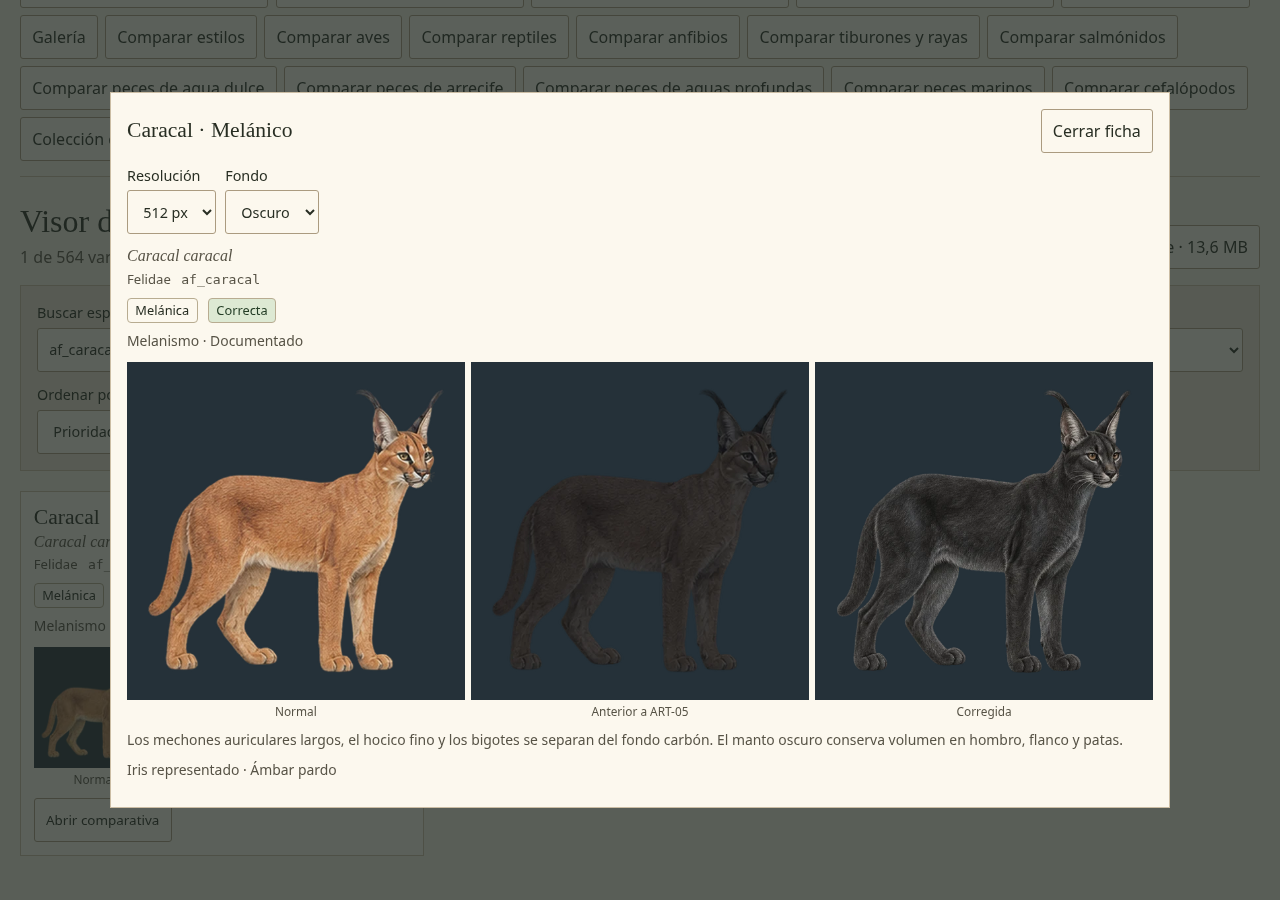 Galería Comparar estilos Comparar aves Comparar reptiles Comparar anfibios Comparar tiburones y rayas Comparar salmónidos
Comparar peces de agua dulce Comparar peces de arrecife Comparar peces de aguas profundas Comparar peces marinos Comparar cefalópodos
Colección
Visor d
1 de 564 var
e · 13,6 MB
Buscar esp
af_caraca
Ordenar po
Prioridad
Caracal
Caracal car
Felidae af_
Melánica
Melanismo
Norma
Abrir comparativa
Caracal · Melánico
Cerrar ficha
Resolución Fondo
512 px Oscuro
Caracal caracal
Felidae af_caracal
Melánica Correcta
Melanismo · Documentado
Normal Anterior a ART-05 Corregida
Los mechones auriculares largos, el hocico fino y los bigotes se separan del fondo carbón. El manto oscuro conserva volumen en hombro, flanco y patas.
Iris representado · Ámbar pardo